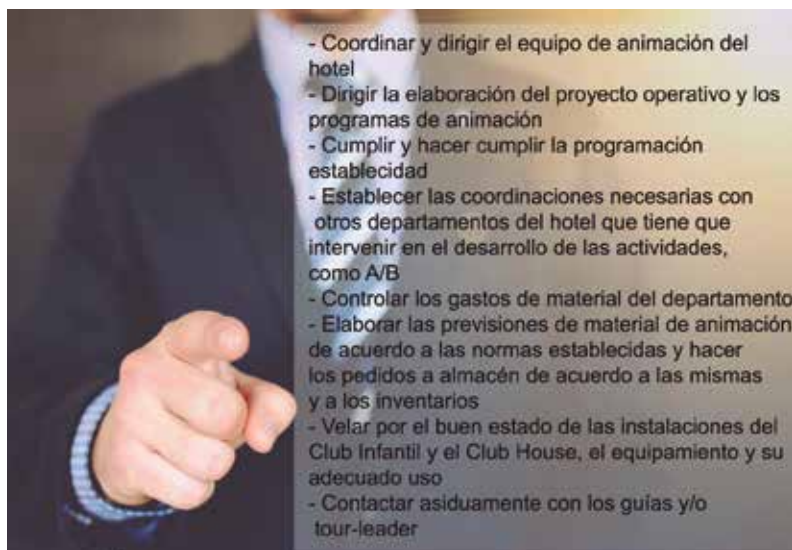 - Coordinar y dirigir el equipo de animación del
hotel
- Dirigir la elaboración del proyecto operativo y los
programas de animación
- Cumplir y hacer cumplir la programación
establecidad
- Establecer las coordinaciones necesarias con
otros departamentos del hotel que tiene que
intervenir en el desarrollo de las actividades,
como A/B
- Controlar los gastos de material del departamento
- Elaborar las previsiones de material de animación
de acuerdo a las normas establecidas y hacer
los pedidos a almacén de acuerdo a las mismas
y a los inventarios
- Velar por el buen estado de las instalaciones del
Club Infantil y el Club House, el equipamiento y su
adecuado uso
- Contactar asiduamente con los guías y/o
tour-leader